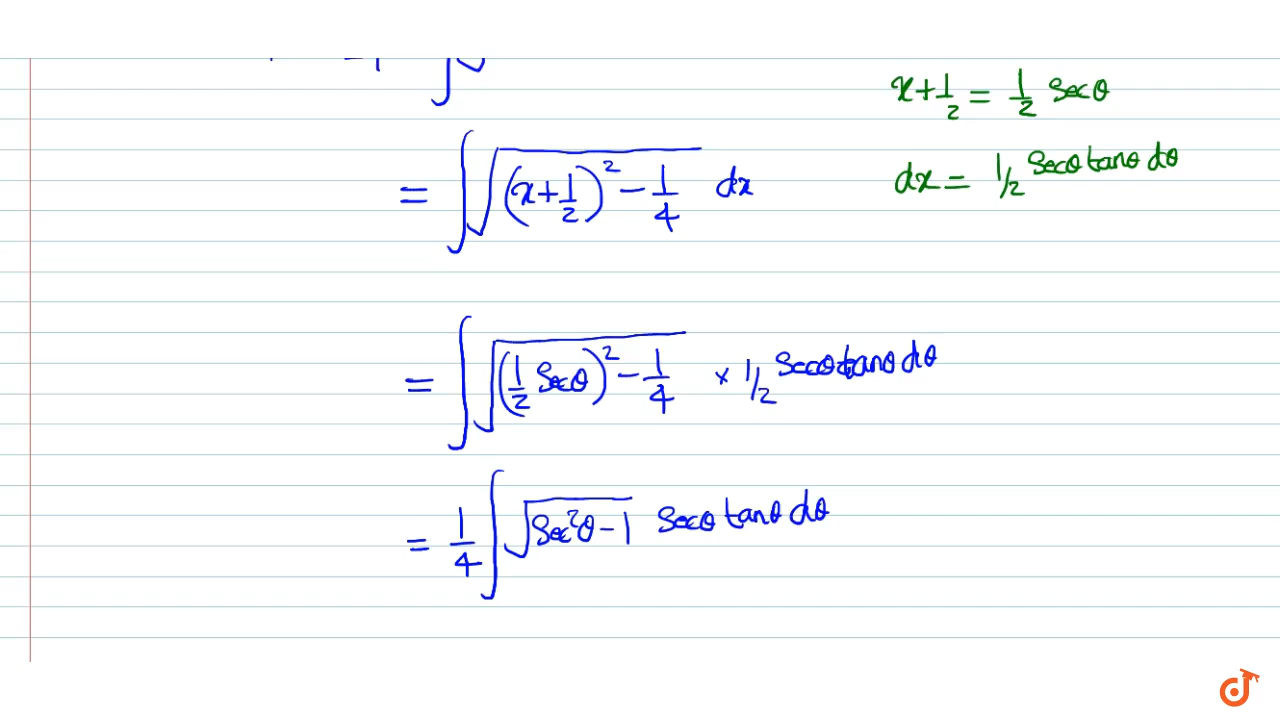 x+1/2 = 1/2 secθ
= ∫√((x+1/2)² − 1/4) dx
dx = 1/2 secθ tanθ dθ
= ∫√((1/2 secθ)² − 1/4) × 1/2 secθ tanθ dθ
= 1/4 ∫√(sec²θ − 1) secθ tanθ dθ